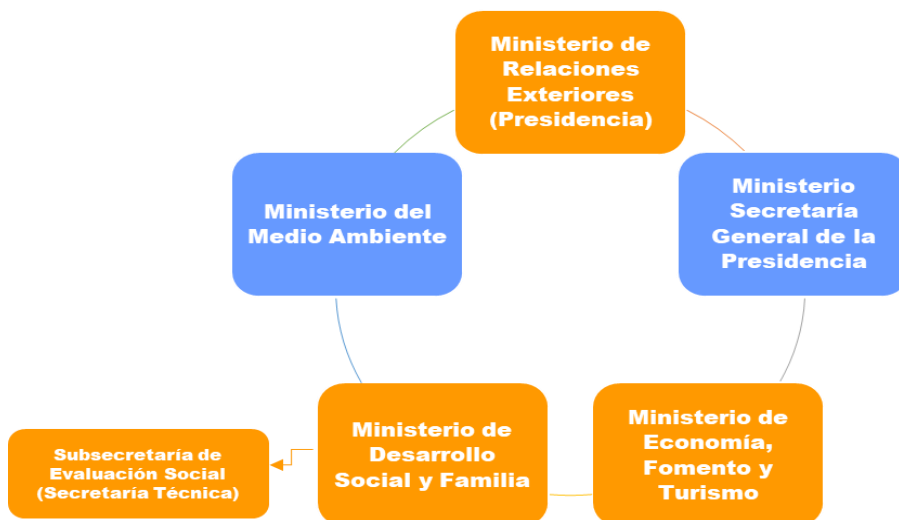 Ministerio de
Relaciones
Exteriores
(Presidencia)
Ministerio del
Medio Ambiente
Ministerio
Secretaría
General de la
Presidencia
Ministerio de
Desarrollo
Social y Familia
Ministerio de
Economía,
Fomento y
Turismo
Subsecretaría de
Evaluación Social
(Secretaría Técnica)